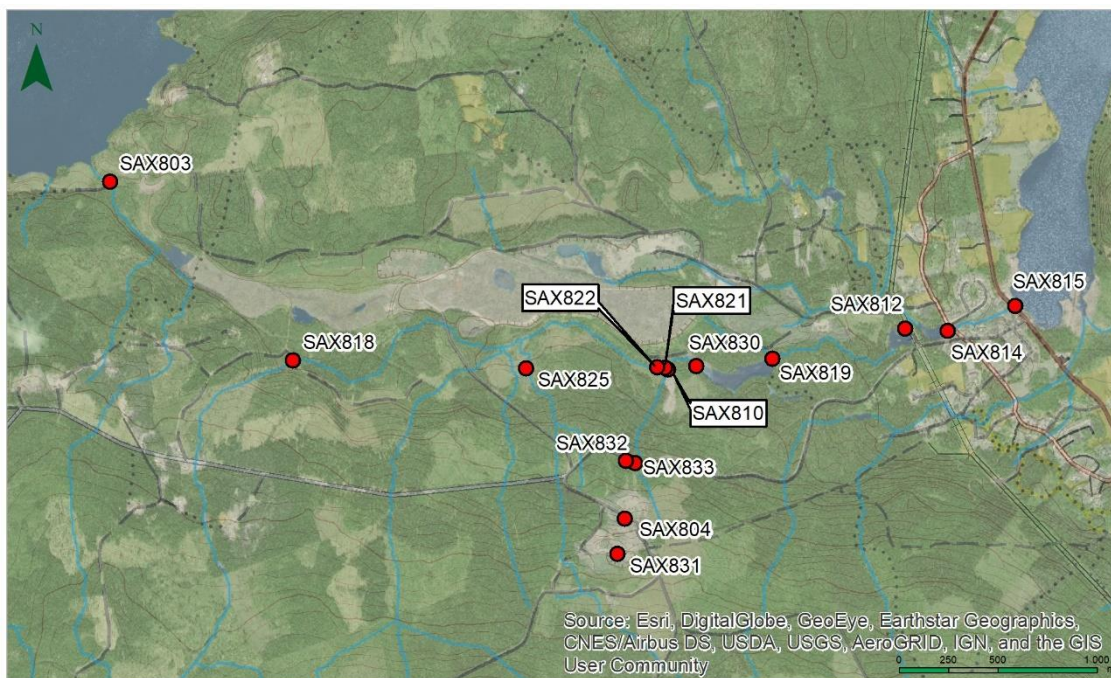 N
SAX803
SAX822
SAX821
SAX815
SAX812
SAX830
SAX818
SAX814
SAX825
SAX819
SAX810
SAX832
SAX833
SAX804
SAX831
Source: Esri, DigitalGlobe, GeoEye, Earthstar Geographics,
CNES/Airbus DS, USDA, USGS, AeroGRID, IGN, and the GIS
User Community
0 250 500 1 000